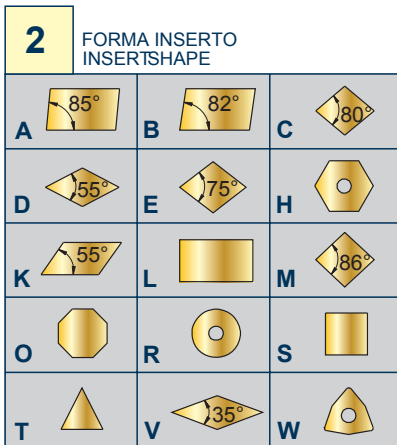 2
FORMA INSERTO
INSERTSHAPE
A 85°
B 82°
C 80°
D 55°
E 75°
H
K 55°
L
M 86°
O
R
S
T
V 35°
W